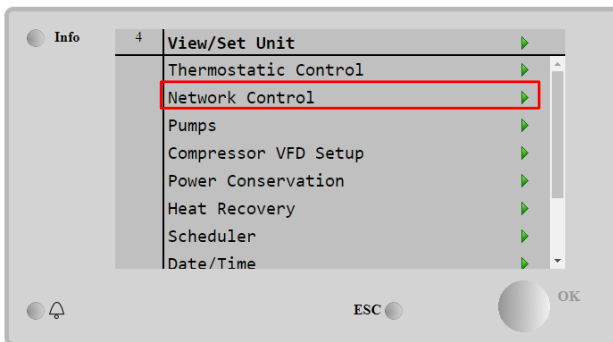 Info
4 View/Set Unit
Thermostatic Control
Network Control
Pumps
Compressor VFD Setup
Power Conservation
Heat Recovery
Scheduler
Date/Time
ESC
OK